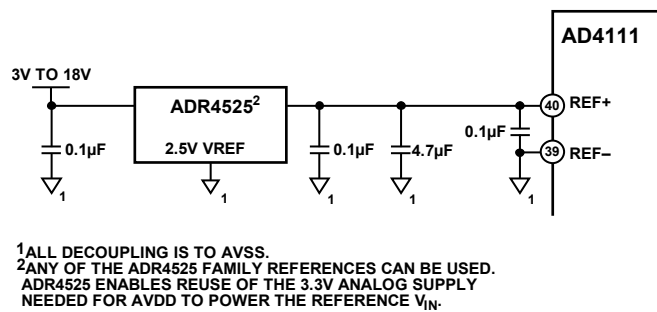 AD4111
3V TO 18V
ADR4525²
2.5V VREF
0.1µF
0.1µF
4.7µF
0.1µF
40
REF+
39
REF–
1
1
1
1
¹ALL DECOUPLING IS TO AVSS.
²ANY OF THE ADR4525 FAMILY REFERENCES CAN BE USED.
ADR4525 ENABLES REUSE OF THE 3.3V ANALOG SUPPLY
NEEDED FOR AVDD TO POWER THE REFERENCE VIN.